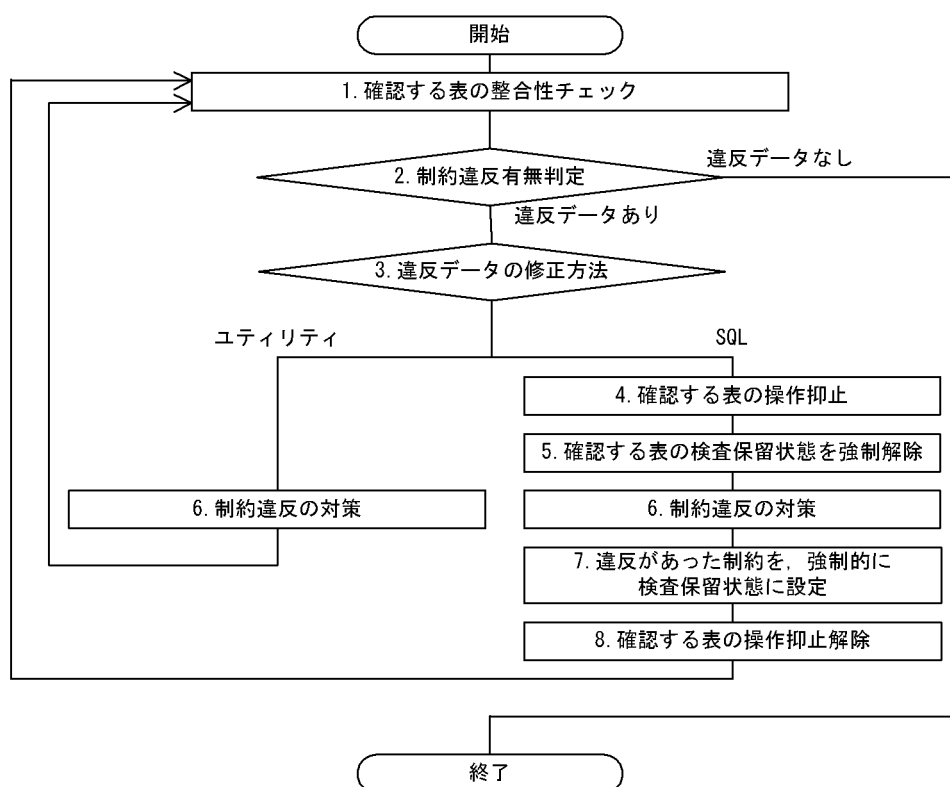 開始
1.確認する表の整合性チェック
2.制約違反有無判定
違反データなし
違反データあり
3.違反データの修正方法
ユティリティ
SQL
4.確認する表の操作抑止
5.確認する表の検査保留状態を強制解除
6.制約違反の対策
6.制約違反の対策
7.違反があった制約を，強制的に
検査保留状態に設定
8.確認する表の操作抑止解除
終了